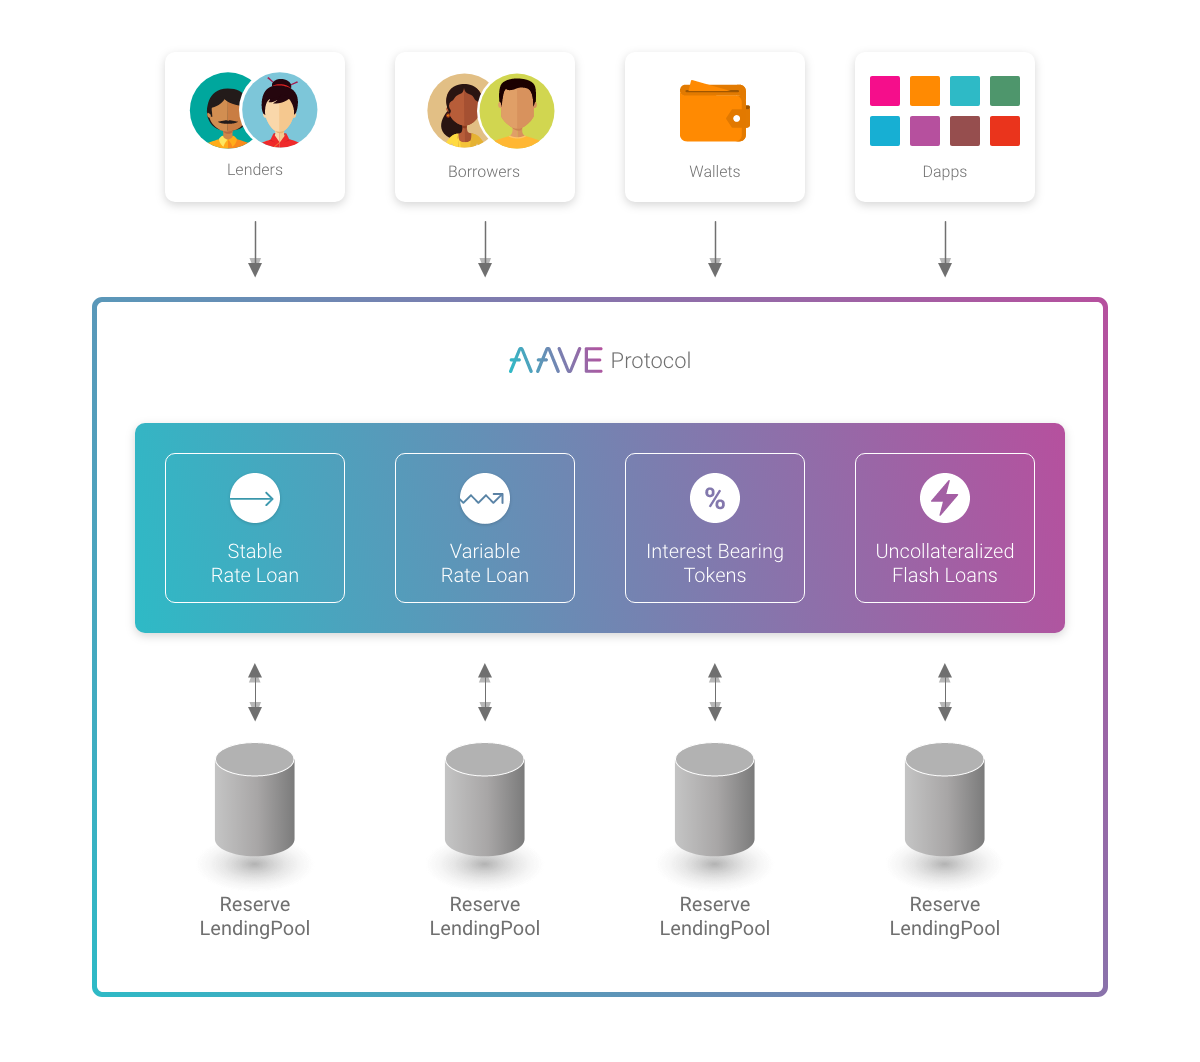 Lenders
Borrowers
Wallets
Dapps
AAVE Protocol
Stable
Rate Loan
Variable
Rate Loan
%
Interest Bearing
Tokens
Uncollateralized
Flash Loans
Reserve
LendingPool
Reserve
LendingPool
Reserve
LendingPool
Reserve
LendingPool